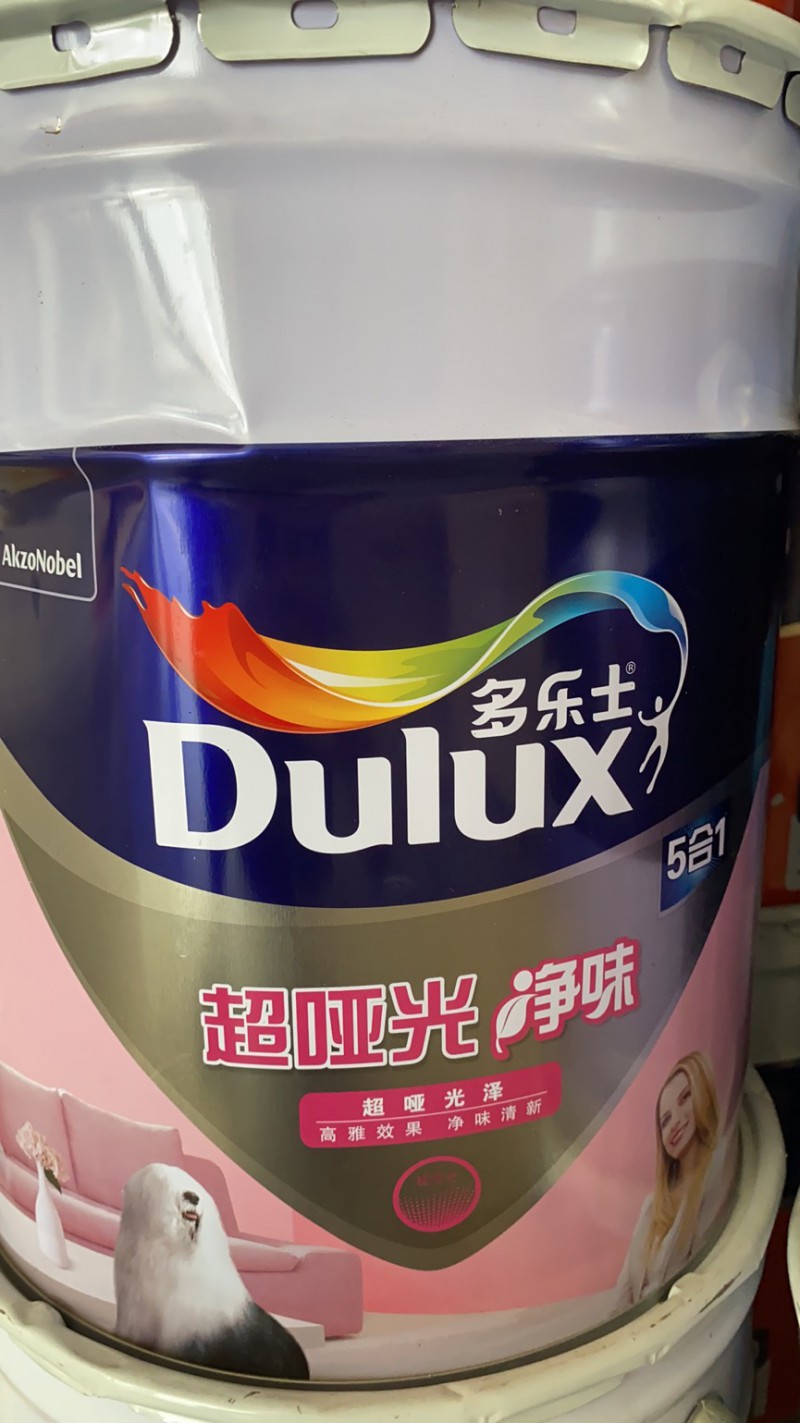 AkzoNobel
多乐士®
Dulux
5合1
超哑光 净味
超哑光泽
高雅效果 净味清新